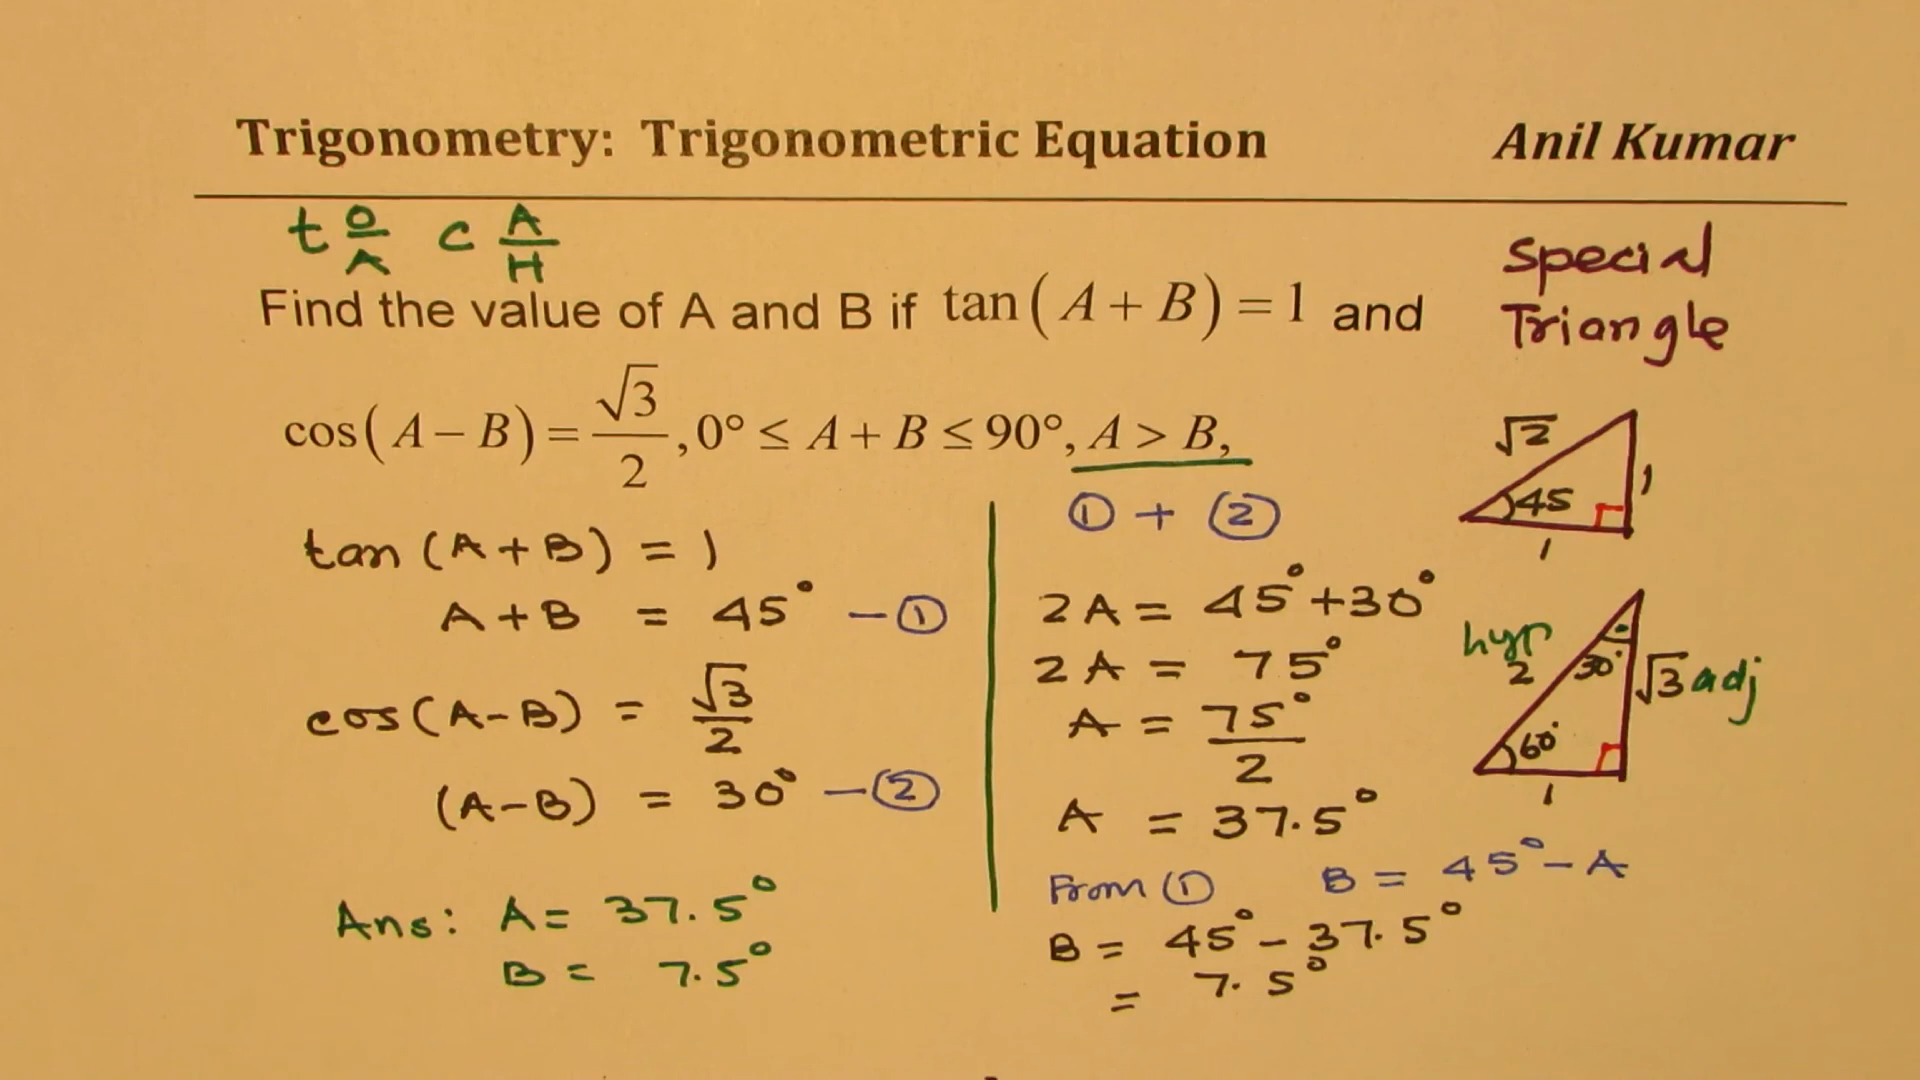 Trigonometry: Trigonometric Equation Anil Kumar
t O/A c A/H
Special
Triangle
Find the value of A and B if tan(A + B) = 1 and
cos(A − B) = √3/2, 0° ≤ A + B ≤ 90°, A > B,
tan (A + B) = 1
A + B = 45° — ①
cos(A − B) = √3/2
(A − B) = 30° — ②
Ans: A = 37.5°
B = 7.5°
① + ②
2A = 45° + 30°
2A = 75°
A = 75°/2
A = 37.5°
From ① B = 45° − A
B = 45° − 37.5°
= 7.5°
√2
1
45
1
hyp
2
30°
√3 adj
60°
1